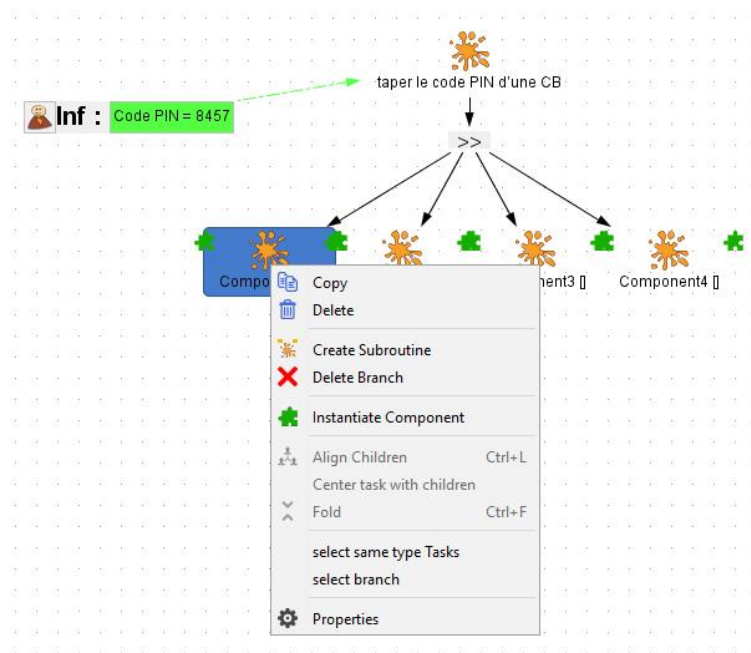 taper le code PIN d'une CB
Inf : Code PIN = 8457
>>
Compo
nent3 []
Component4 []
Copy
Delete
Create Subroutine
Delete Branch
Instantiate Component
Align Children Ctrl+L
Center task with children
Fold Ctrl+F
select same type Tasks
select branch
Properties